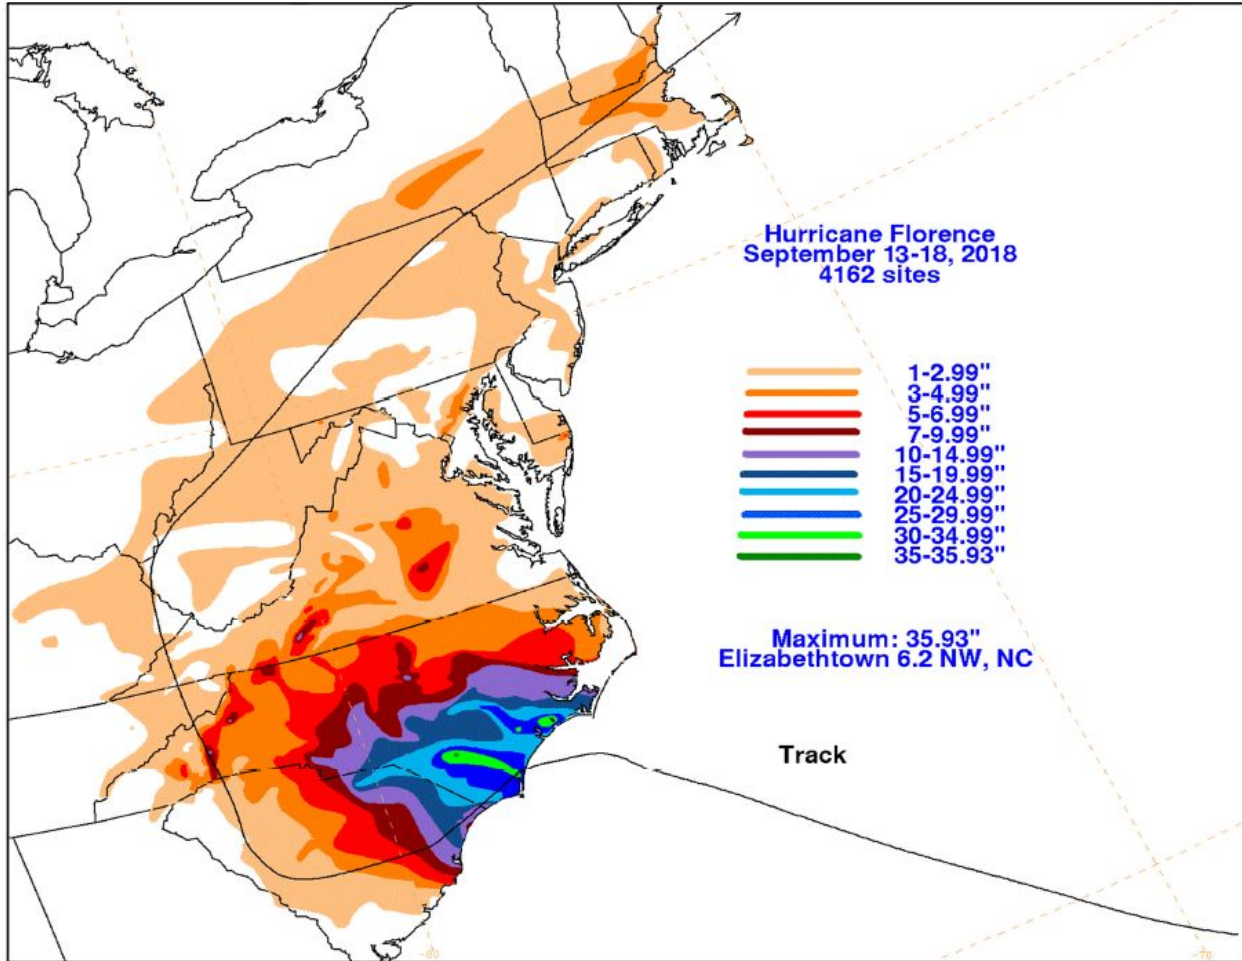 Hurricane Florence
September 13-18, 2018
4162 sites
1-2.99"
3-4.99"
5-6.99"
7-9.99"
10-14.99"
15-19.99"
20-24.99"
25-29.99"
30-34.99"
35-35.93"
Maximum: 35.93"
Elizabethtown 6.2 NW, NC
Track
-80
-70